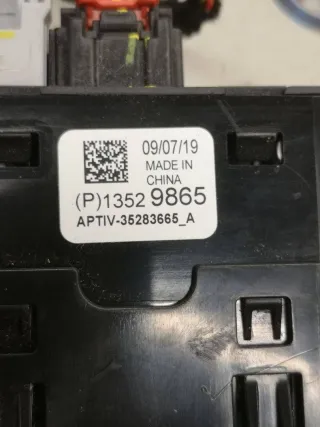 09/07/19
MADE IN
CHINA
(P)1352 9865
APTIV-35283665_A